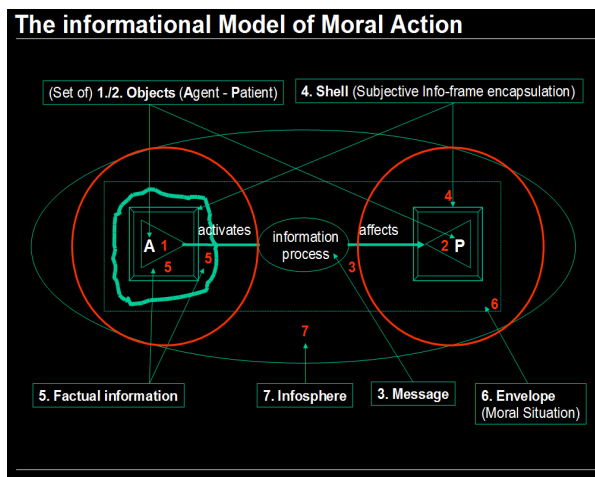 The informational Model of Moral Action
(Set of) 1./2. Objects (Agent - Patient)
4. Shell (Subjective Info-frame encapsulation)
4
activates
affects
A 1
information
process
2 P
5
5
3
6
7
5. Factual information
7. Infosphere
3. Message
6. Envelope
(Moral Situation)